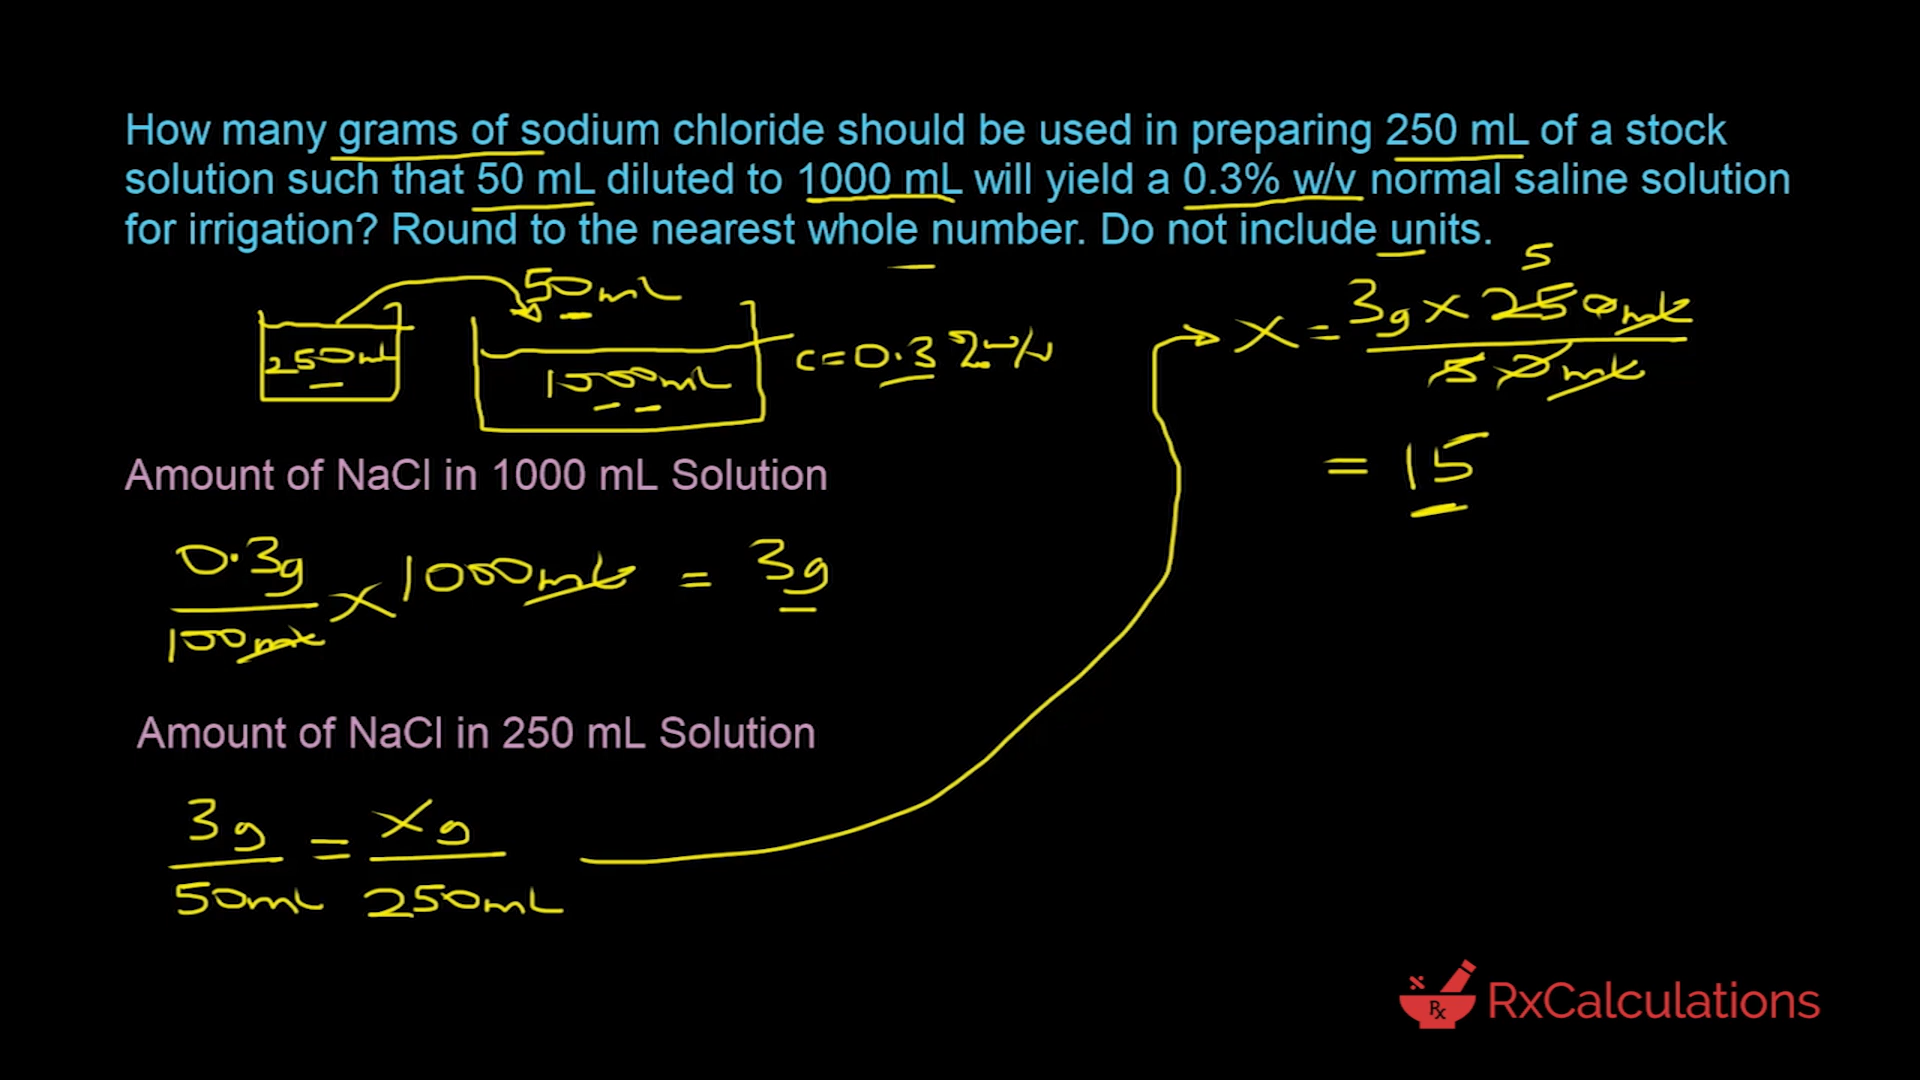 How many grams of sodium chloride should be used in preparing 250 mL of a stock
solution such that 50 mL diluted to 1000 mL will yield a 0.3% w/v normal saline solution
for irrigation? Round to the nearest whole number. Do not include units.
50mL
250mL
1000mL
c=0.3% w/v
Amount of NaCl in 1000 mL Solution
0.3g
100mL
× 1000mL = 3g
Amount of NaCl in 250 mL Solution
3g = xg
50mL 250mL
5
x = 3g × 250mL
50mL
= 15
Rx
RxCalculations